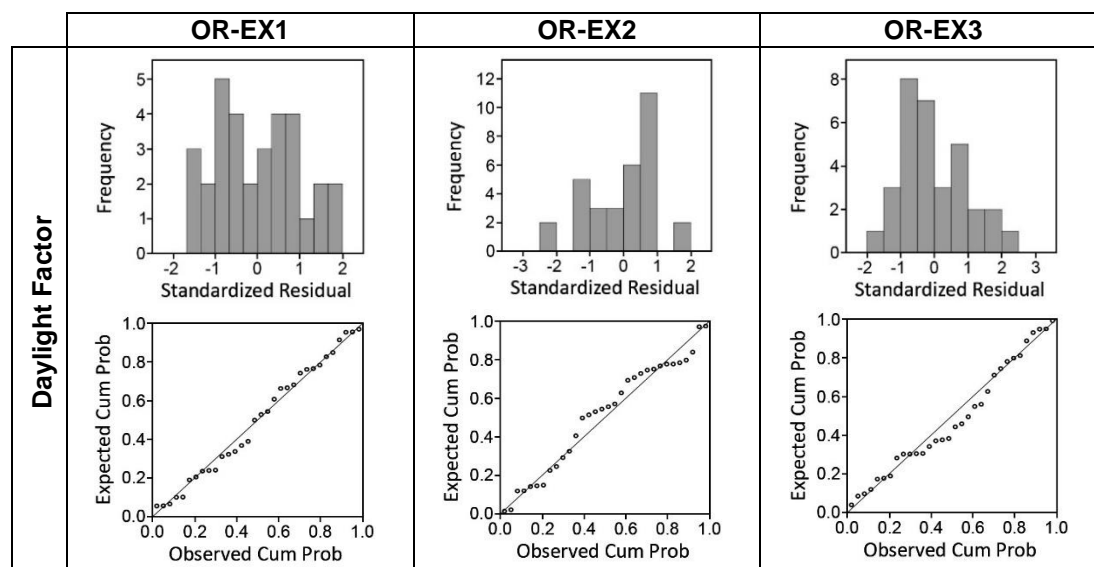 OR-EX1 OR-EX2 OR-EX3
Daylight Factor
Frequency
5
4
3
2
1
0
-2 -1 0 1 2
Standardized Residual
Frequency
12
10
8
6
4
2
0
-3 -2 -1 0 1 2
Standardized Residual
Frequency
8
6
4
2
0
-2 -1 0 1 2 3
Standardized Residual
Expected Cum Prob
1.0
0.8
0.6
0.4
0.2
0.0
0.0 0.2 0.4 0.6 0.8 1.0
Observed Cum Prob
Expected Cum Prob
1.0
0.8
0.6
0.4
0.2
0.0
0.0 0.2 0.4 0.6 0.8 1.0
Observed Cum Prob
Expected Cum Prob
1.0
0.8
0.6
0.4
0.2
0.0
0.0 0.2 0.4 0.6 0.8 1.0
Observed Cum Prob